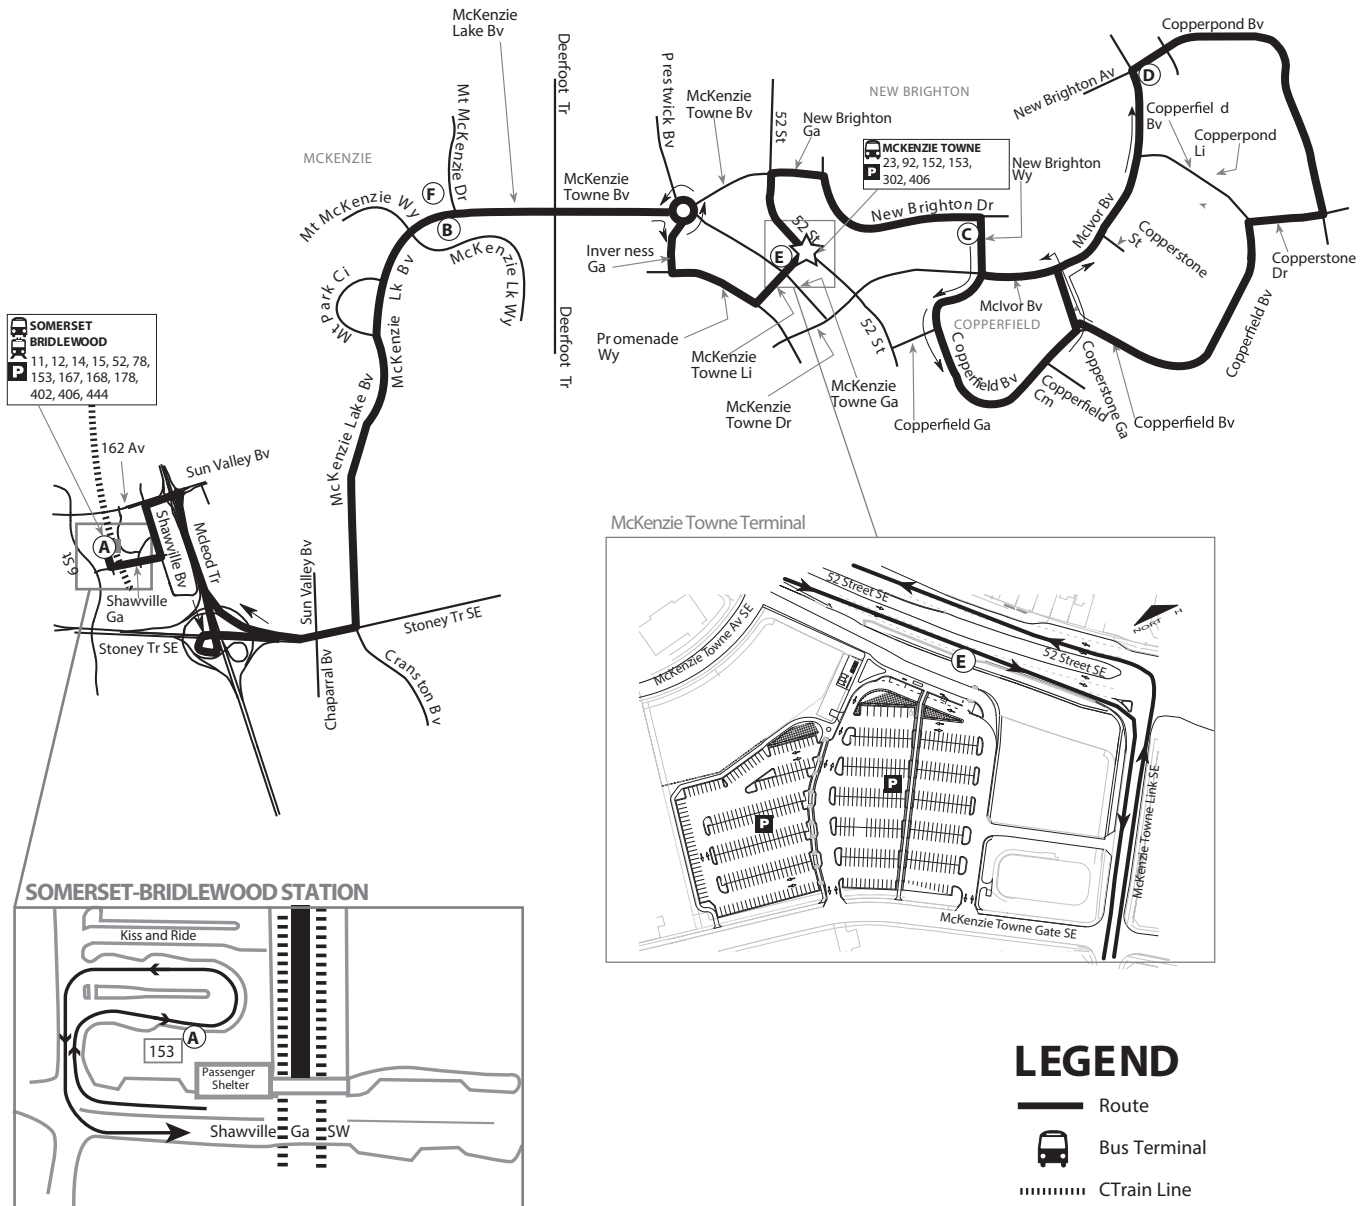 McKenzie
Lake Bv
Deerfoot Tr
Mt McKenzie Dr
MCKENZIE
F
B
Mt McKenzie Wy
McKenzie Lk Wy
Mt Park Ci
McKenzie Lk Bv
McKenzie Lake Bv
Deerfoot Tr
McKenzie
Towne Bv
Prestwick Bv
McKenzie
Towne Bv
52 St
New Brighton
Ga
NEW BRIGHTON
MCKENZIE TOWNE
23, 92, 152, 153,
P
302, 406
New Brighton
Wy
New Brighton Dr
52 St
C
E
Inver ness
Ga
Promenade
Wy
McKenzie
Towne Li
McKenzie
Towne Dr
McKenzie
Towne Ga
52 St
Copperfield Ga
McIvor Bv
COPPERFIELD
Copperfield Bv
Copperfield
Cm
Copperstone Ga
Copperfield Bv
McIvor Bv
Copperstone
St
Copperfield Bv
Copperstone
Dr
Copperpond Bv
D
New Brighton Av
Copperfiel d
Bv
Copperpond
Li
SOMERSET
BRIDLEWOOD
P
11, 12, 14, 15, 52, 78,
153, 167, 168, 178,
402, 406, 444
162 Av
Sun Valley Bv
A
6 St
Shawville Bv
Mcleod Tr
Shawville
Ga
Stoney Tr SE
Sun Valley Bv
Chaparral Bv
Stoney Tr SE
Cranston Bv
McKenzie Towne Terminal
52 Street SE
McKenzie Towne Av SE
E
52 Street SE
NORTH
P
P
McKenzie Towne Link SE
McKenzie Towne Gate SE
SOMERSET-BRIDLEWOOD STATION
Kiss and Ride
A
153
Passenger
Shelter
Shawville Ga SW
LEGEND
Route
Bus Terminal
CTrain Line